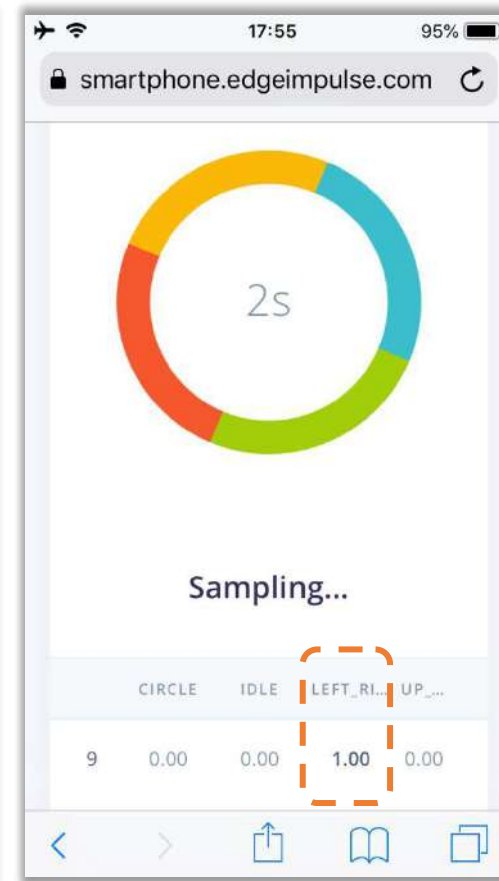 17:55 95%
smartphone.edgeimpulse.com
2s
Sampling...
CIRCLE IDLE LEFT_RI... UP_...
9 0.00 0.00 1.00 0.00